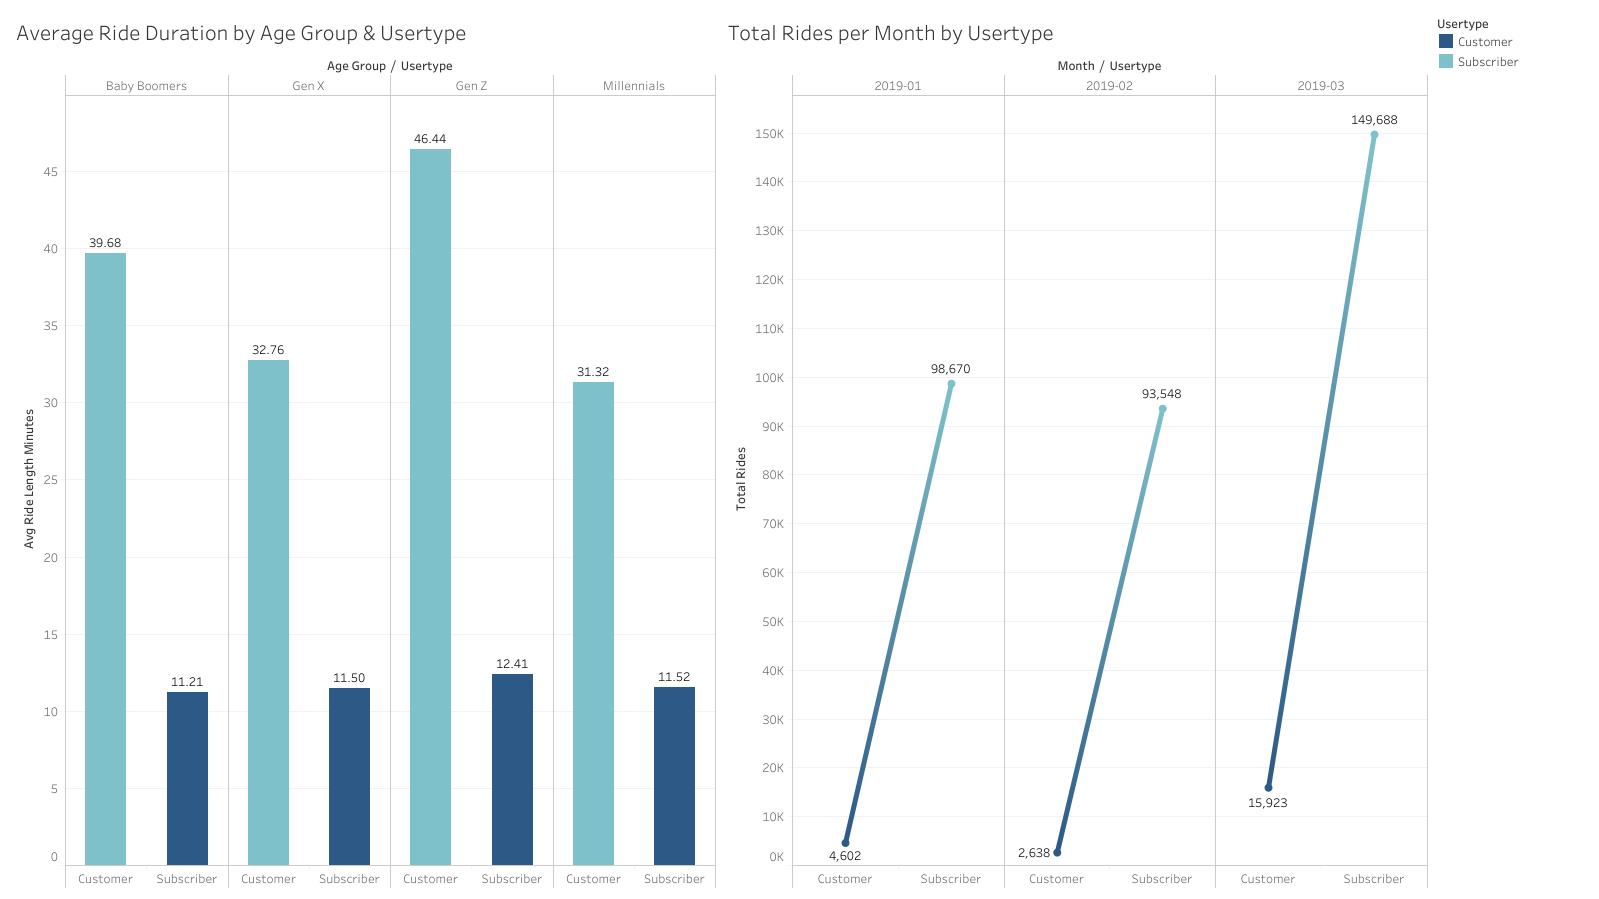 Average Ride Duration by Age Group & Usertype
Age Group / Usertype
Baby Boomers Gen X Gen Z Millennials
Avg Ride Length Minutes
45
40
35
30
25
20
15
10
5
0
39.68
11.21
32.76
11.50
46.44
12.41
31.32
11.52
Customer Subscriber Customer Subscriber Customer Subscriber Customer Subscriber
Total Rides per Month by Usertype
Month / Usertype
2019-01 2019-02 2019-03
Total Rides
150K
140K
130K
120K
110K
100K
90K
80K
70K
60K
50K
40K
30K
20K
10K
0K
4,602
98,670
2,638
93,548
15,923
149,688
Customer Subscriber Customer Subscriber Customer Subscriber
Usertype
Customer
Subscriber